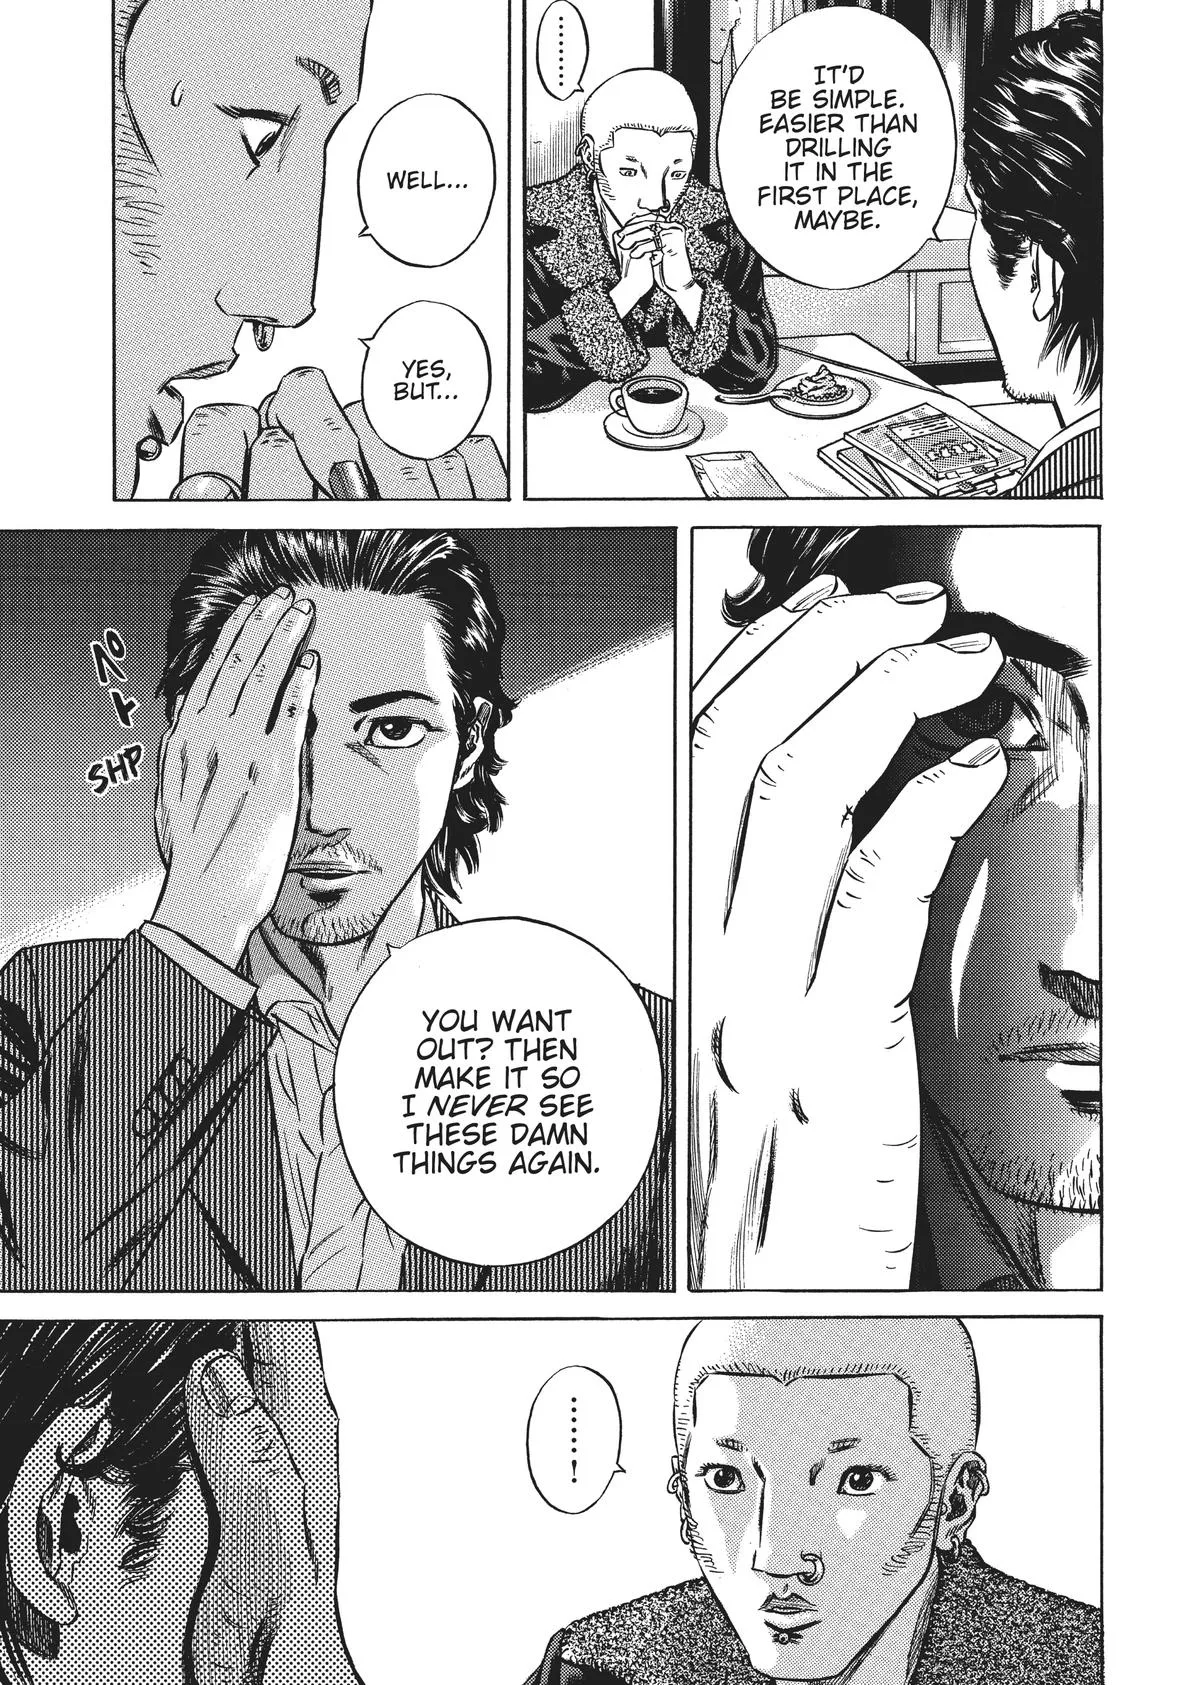 ………
IT'D
BE SIMPLE.
EASIER THAN
DRILLING
IT IN THE
FIRST PLACE,
MAYBE.
WELL...
YES,
BUT...
ペ
ト
SHP
YOU WANT
OUT? THEN
MAKE IT SO
I NEVER SEE
THESE DAMN
THINGS AGAIN.
………!